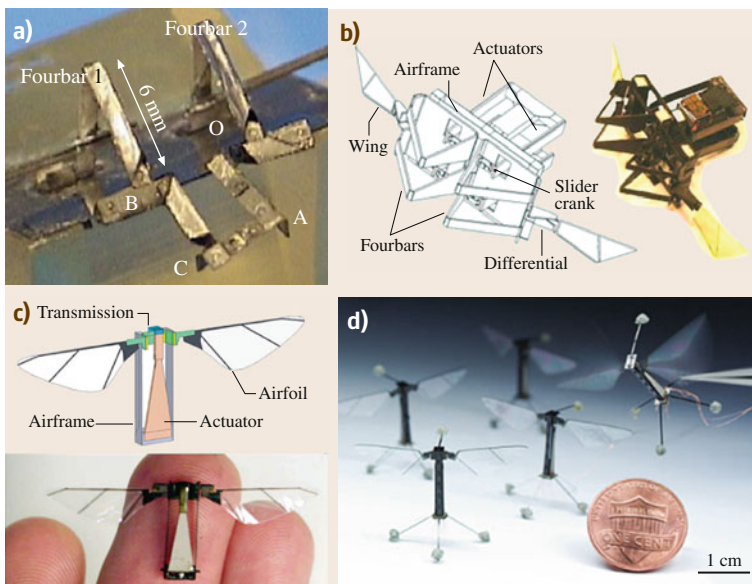 a)
Fourbar 2
Fourbar 1
6 mm
O
B
A
C
b)
Actuators
Airframe
Wing
Slider
crank
Fourbars
Differential
c)
Transmission
Airfoil
Airframe
Actuator
d)
ONE CENT
1 cm